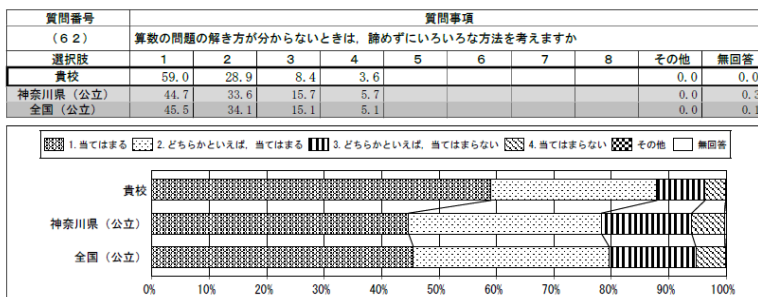 質問番号 質問事項
(62) 算数の問題の解き方が分からないときは，諦めずにいろいろな方法を考えますか
選択肢 1 2 3 4 5 6 7 8 その他 無回答
貴校 59.0 28.9 8.4 3.6 0.0 0.0
神奈川県（公立） 44.7 33.6 15.7 5.7 0.0 0.3
全国（公立） 45.5 34.1 15.1 5.1 0.0 0.1
1.当てはまる 2.どちらかといえば，当てはまる 3.どちらかといえば，当てはまらない 4.当てはまらない その他 無回答
貴校
神奈川県（公立）
全国（公立）
0% 10% 20% 30% 40% 50% 60% 70% 80% 90% 100%